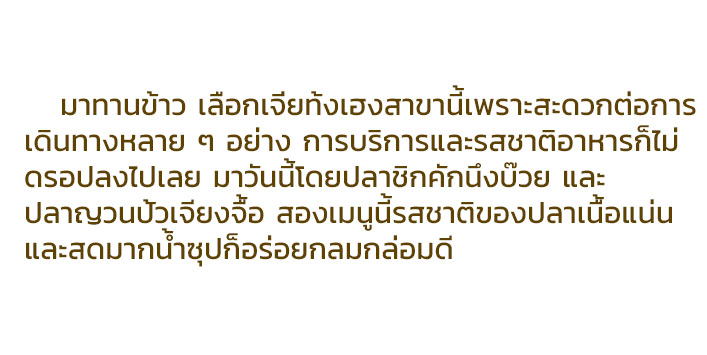 มาทานข้าว เลือกเจียท้งเฮงสาขานี้เพราะสะดวกต่อการ
เดินทางหลาย ๆ อย่าง การบริการและรสชาติอาหารก็ไม่
ดรอปลงไปเลย มาวันนี้โดยปลาชิกคักนึงบ๊วย และ
ปลาญวนป้วเจียงจื้อ สองเมนูนี้รสชาติของปลาเนื้อแน่น
และสดมากน้ำซุปก็อร่อยกลมกล่อมดี